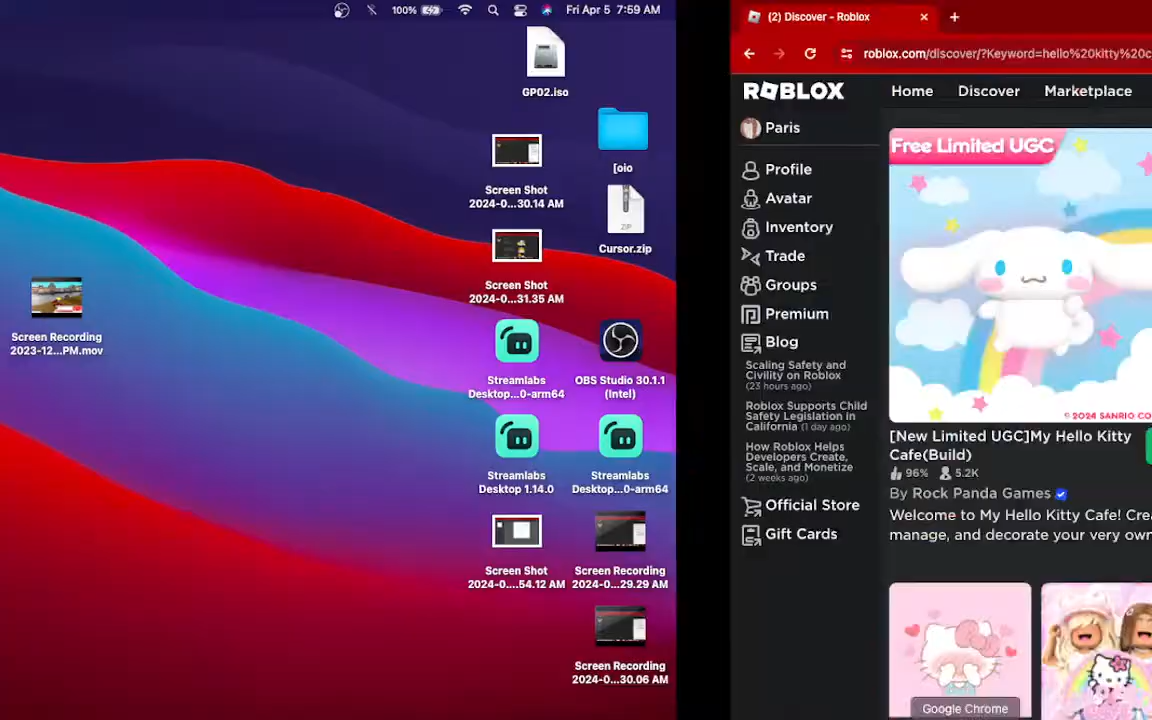 100%
Fri Apr 5 7:59 AM
GP02.iso
[oio
Screen Shot
2024-0...30.14 AM
ZIP
Cursor.zip
Screen Shot
2024-0...31.35 AM
Screen Recording
2023-12...PM.mov
Streamlabs
Desktop...0-arm64
OBS Studio 30.1.1
(Intel)
Streamlabs
Desktop 1.14.0
Streamlabs
Desktop...0-arm64
Screen Shot
2024-0....54.12 AM
Screen Recording
2024-0...29.29 AM
Screen Recording
2024-0...30.06 AM
(2) Discover - Roblox
roblox.com/discover/?Keyword=hello%20kitty%20c
ROBLOX
Home
Discover
Marketplace
Paris
Profile
Avatar
Inventory
Trade
Groups
Premium
Blog
Scaling Safety and
Civility on Roblox
(23 hours ago)
Roblox Supports Child
Safety Legislation in
California (1 day ago)
How Roblox Helps
Developers Create,
Scale, and Monetize
(2 weeks ago)
Official Store
Gift Cards
Free Limited UGC
© 2024 SANRIO CO
[New Limited UGC]My Hello Kitty
Cafe(Build)
96% 5.2K
By Rock Panda Games
Welcome to My Hello Kitty Cafe! Crea
manage, and decorate your very own
Google Chrome